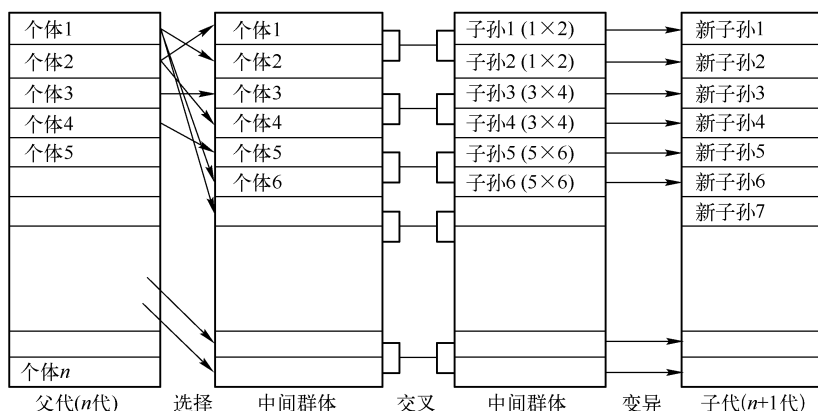 个体1 个体1 子孙1 (1×2) 新子孙1
个体2 个体2 子孙2 (1×2) 新子孙2
个体3 个体3 子孙3 (3×4) 新子孙3
个体4 个体4 子孙4 (3×4) 新子孙4
个体5 个体5 子孙5 (5×6) 新子孙5
个体6 子孙6 (5×6) 新子孙6
新子孙7
个体n
父代(n代) 选择 中间群体 交叉 中间群体 变异 子代(n+1代)